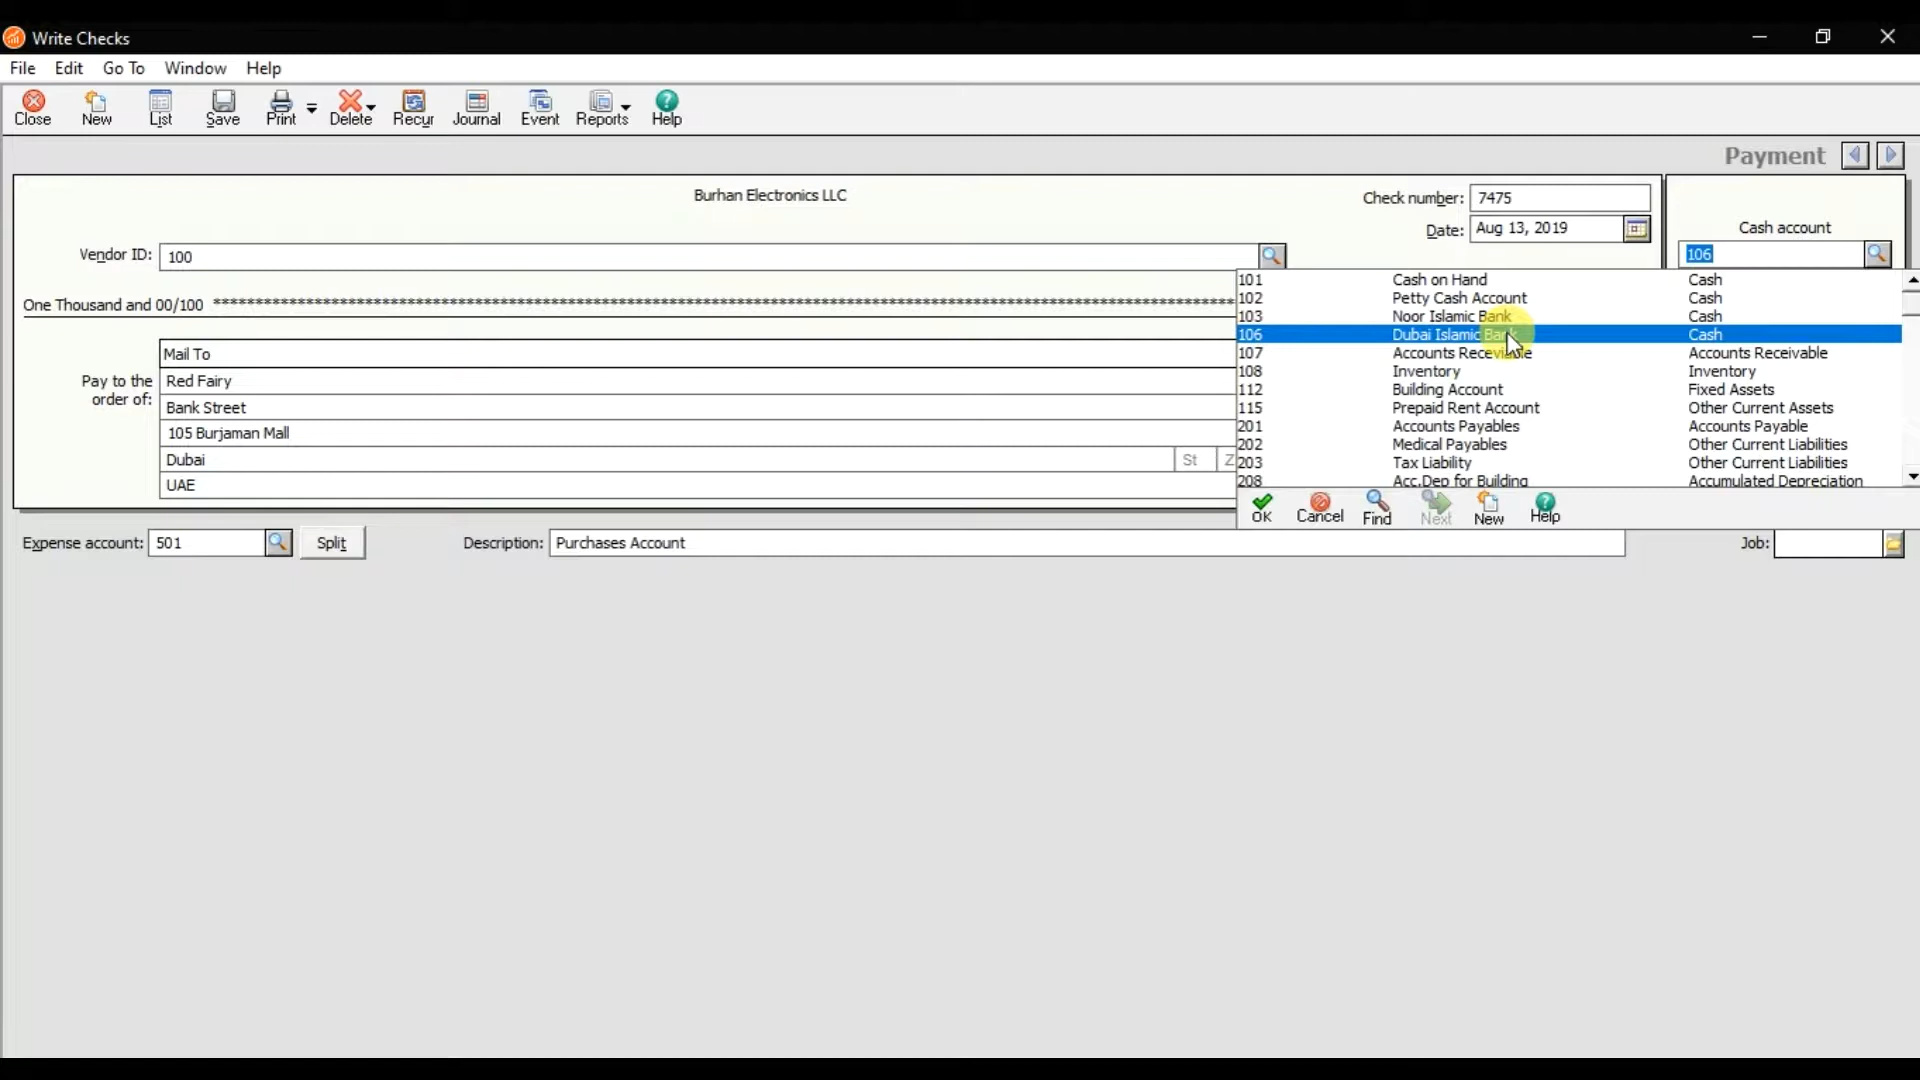 Write Checks
File Edit Go To Window Help
Close New List Save Print Delete Recur Journal Event Reports Help
Payment
Burhan Electronics LLC
Check number: 7475
Date: Aug 13, 2019
Cash account
106
Vendor ID: 100
One Thousand and 00/100 ****************************************************************
Mail To
Pay to the order of:
Red Fairy
Bank Street
105 Burjaman Mall
Dubai St Z
UAE
101 Cash on Hand Cash
102 Petty Cash Account Cash
103 Noor Islamic Bank Cash
106 Dubai Islamic Bank Cash
107 Accounts Receviable Accounts Receivable
108 Inventory Inventory
112 Building Account Fixed Assets
115 Prepaid Rent Account Other Current Assets
201 Accounts Payables Accounts Payable
202 Medical Payables Other Current Liabilities
203 Tax Liability Other Current Liabilities
208 Acc.Dep for Building Accumulated Depreciation
OK Cancel Find Next New Help
Expense account: 501 Split Description: Purchases Account Job: